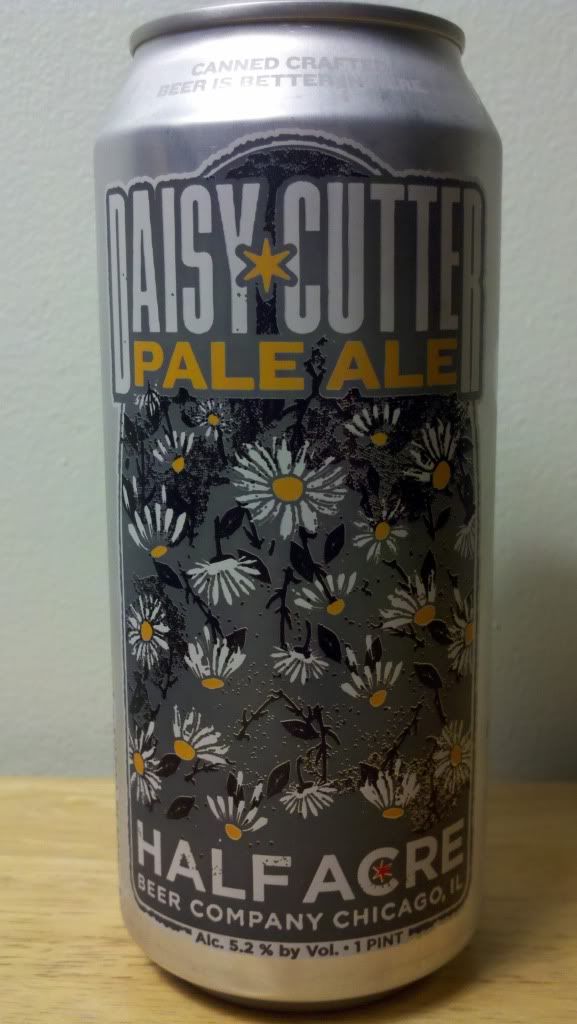 CANNED CRAFTED
BEER IS BETTER
DAISY CUTTER
PALE ALE
HALF ACRE
BEER COMPANY CHICAGO, IL
Alc. 5.2 % by Vol. • 1 PINT